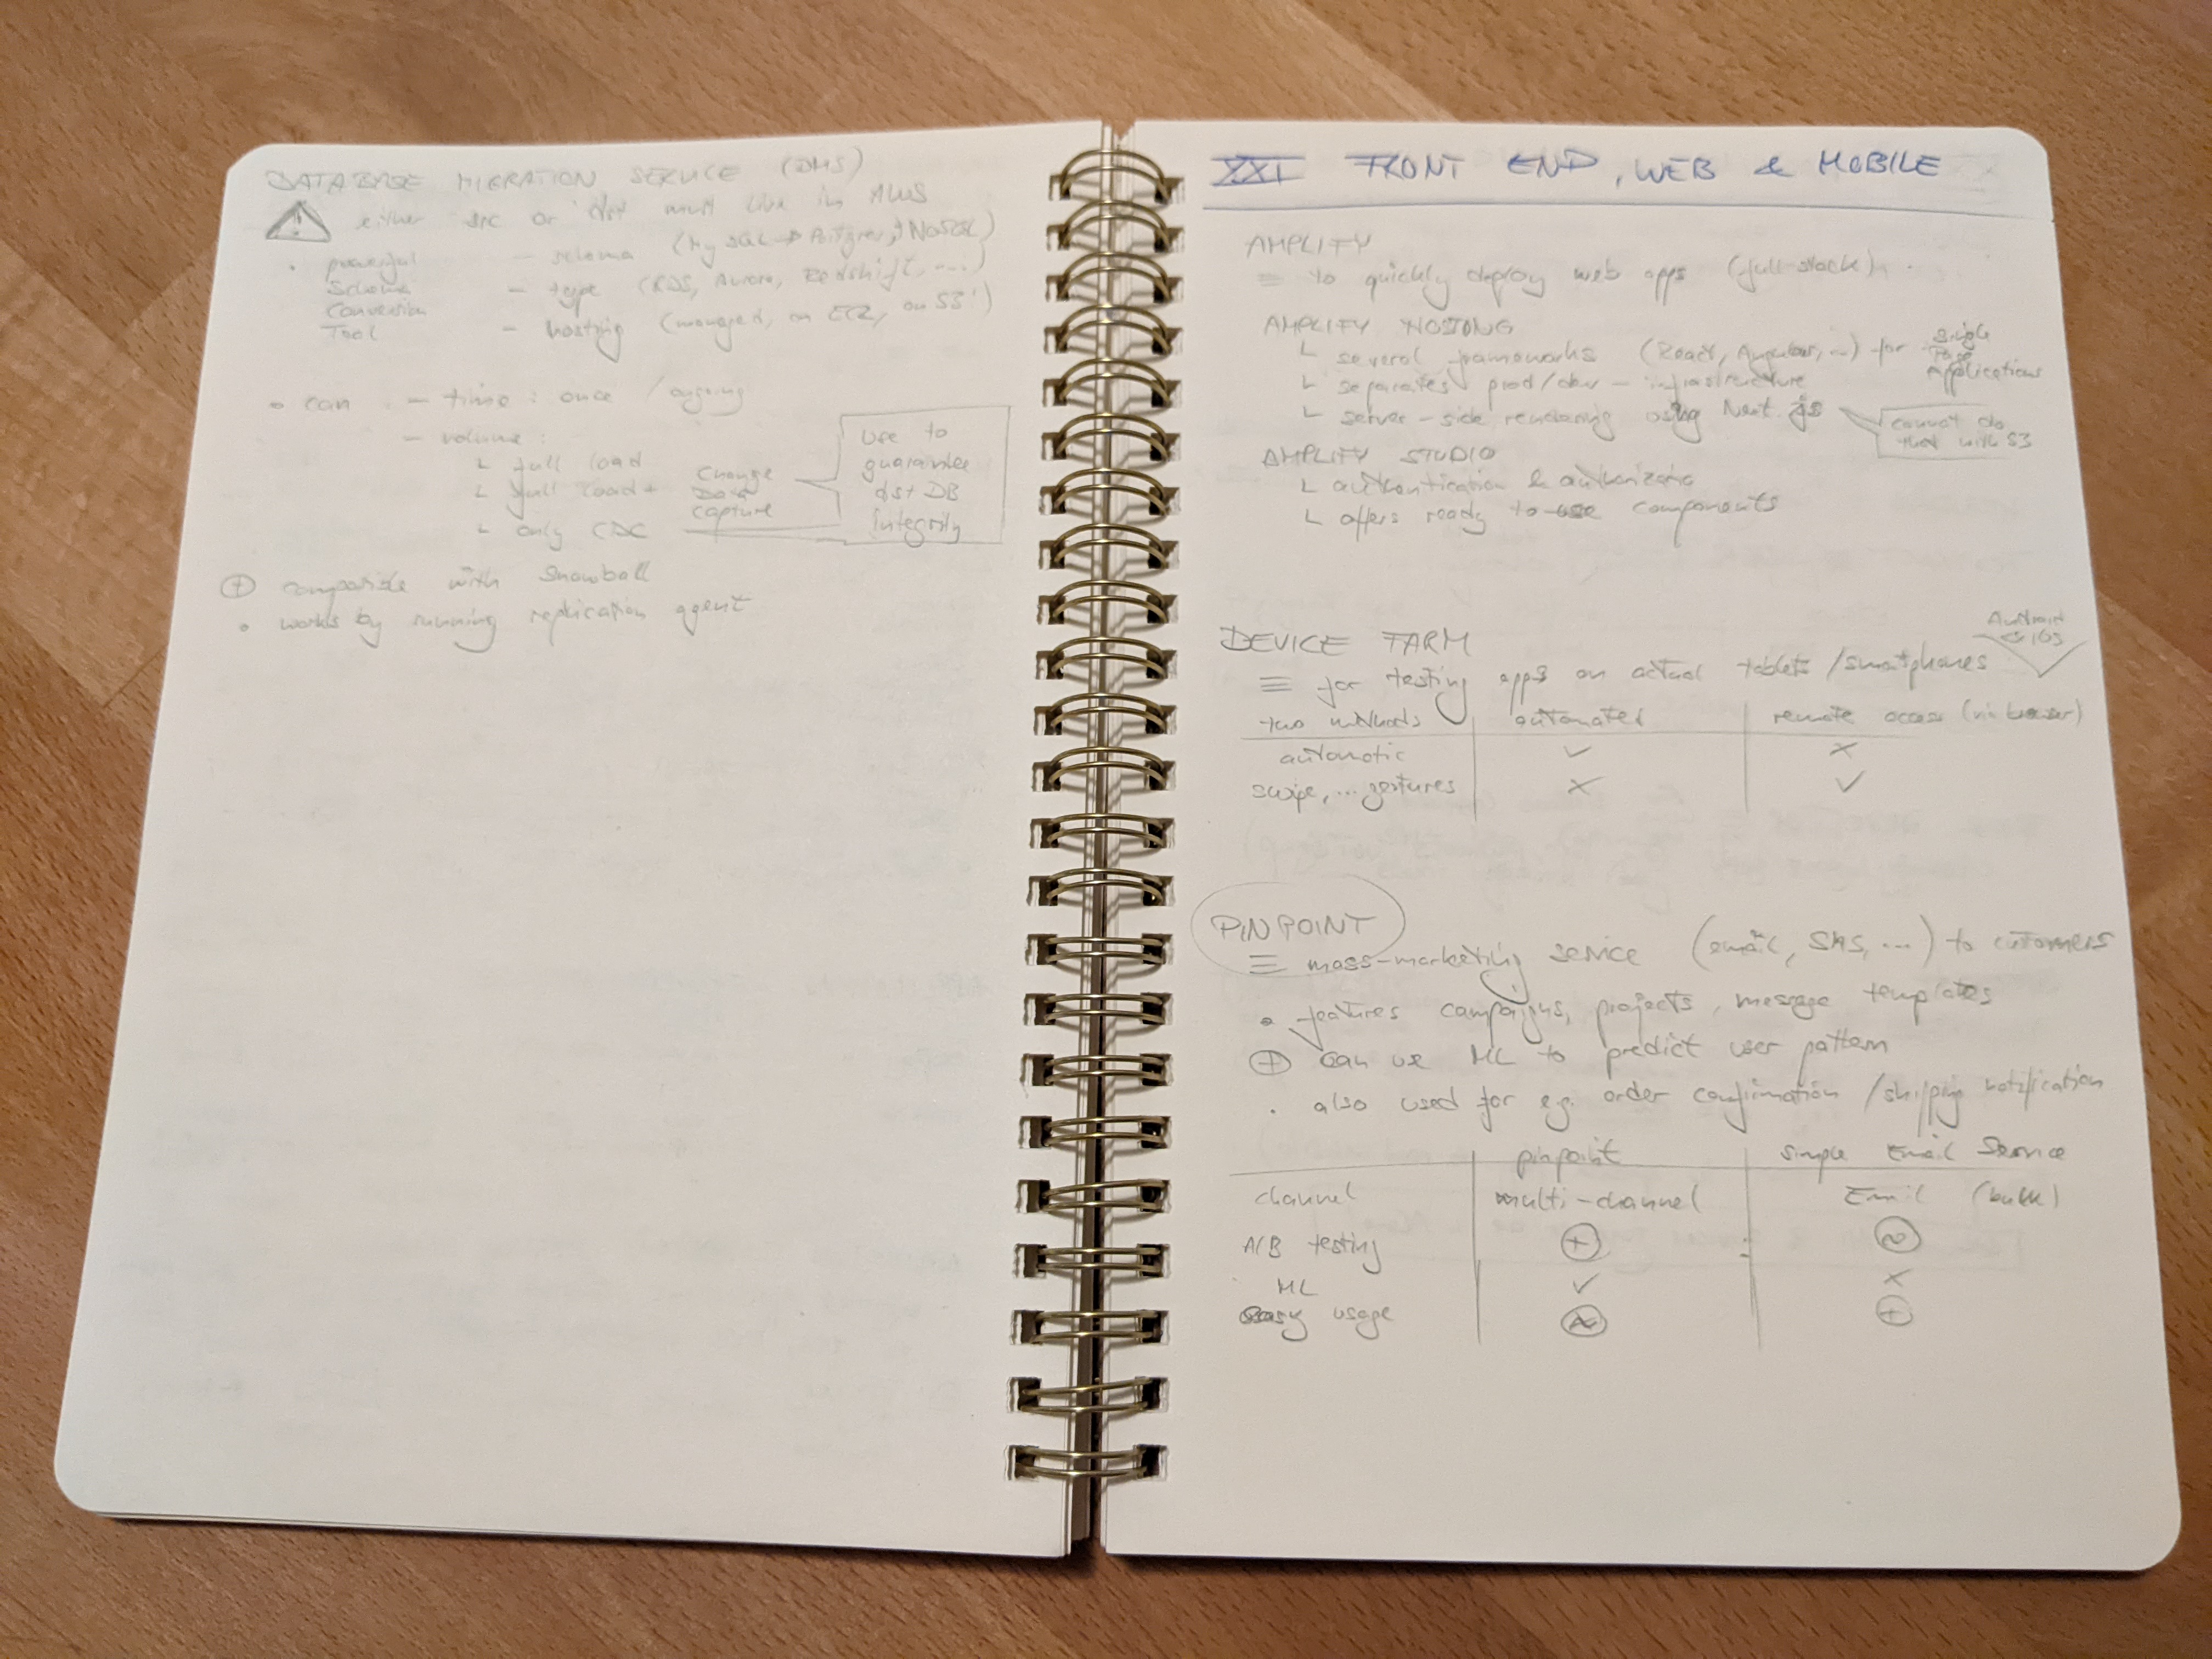 DATABASE MIGRATION SERVICE (DMS)
⚠ either src or dst must live in AWS
• powerful Schema Conversion Tool
– schema (MySQL → Postgres, NoSQL)
– type (RDS, Aurora, Redshift, ...)
– hosting (managed, on EC2, on S3!)
• can – time: once / ongoing
– volume:
└ full load
└ full load + Change Data Capture
└ only CDC
use to
guarantee
dst DB
integrity
⊕ compatible with Snowball
• works by running replication agent
XXI FRONT END, WEB & MOBILE
AMPLIFY
≡ to quickly deploy web apps (full-stack).
AMPLIFY HOSTING
└ several frameworks (React, Angular, ...) for Single Page Applications
└ separates prod/dev – infrastructure
└ server-side rendering using Next.js
cannot do
that with S3
AMPLIFY STUDIO
└ authentication & authorization
└ offers ready to-use components
DEVICE FARM
Android
& iOS
≡ for testing apps on actual tablets / smartphones
two methods | automated | remote access (via browser)
automatic | ✓ | ×
swipe, ... gestures | × | ✓
PINPOINT
≡ mass-marketing service (email, SMS, ...) to customers
• features campaigns, projects, message templates
⊕ can use ML to predict user pattern
• also used for e.g. order confirmation / shipping notification
pinpoint | simple Email Service
channel | multi-channel | Email (bulk)
A/B testing | ⊕ | ~
ML | ✓ | ×
easy usage | ~ | ⊕